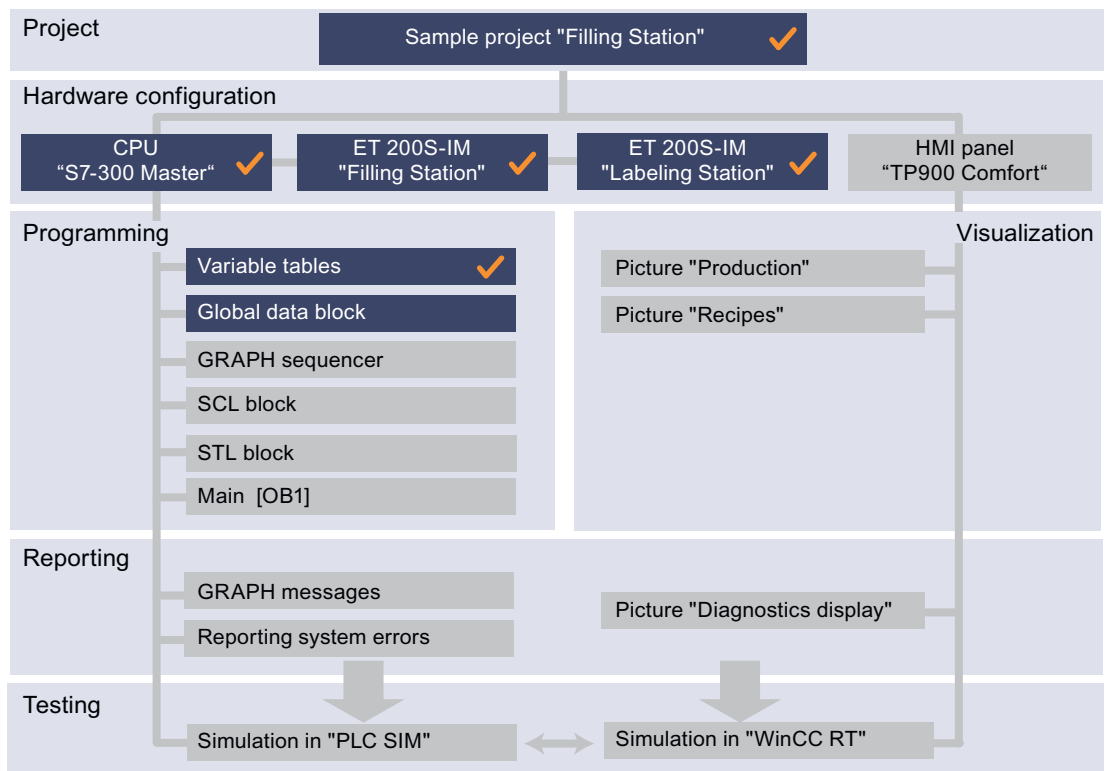 Project
Sample project "Filling Station"
Hardware configuration
CPU
“S7-300 Master“
ET 200S-IM
"Filling Station"
ET 200S-IM
"Labeling Station"
HMI panel
“TP900 Comfort“
Programming
Variable tables
Global data block
GRAPH sequencer
SCL block
STL block
Main [OB1]
Visualization
Picture "Production"
Picture "Recipes"
Reporting
GRAPH messages
Reporting system errors
Picture "Diagnostics display"
Testing
Simulation in "PLC SIM"
Simulation in "WinCC RT"